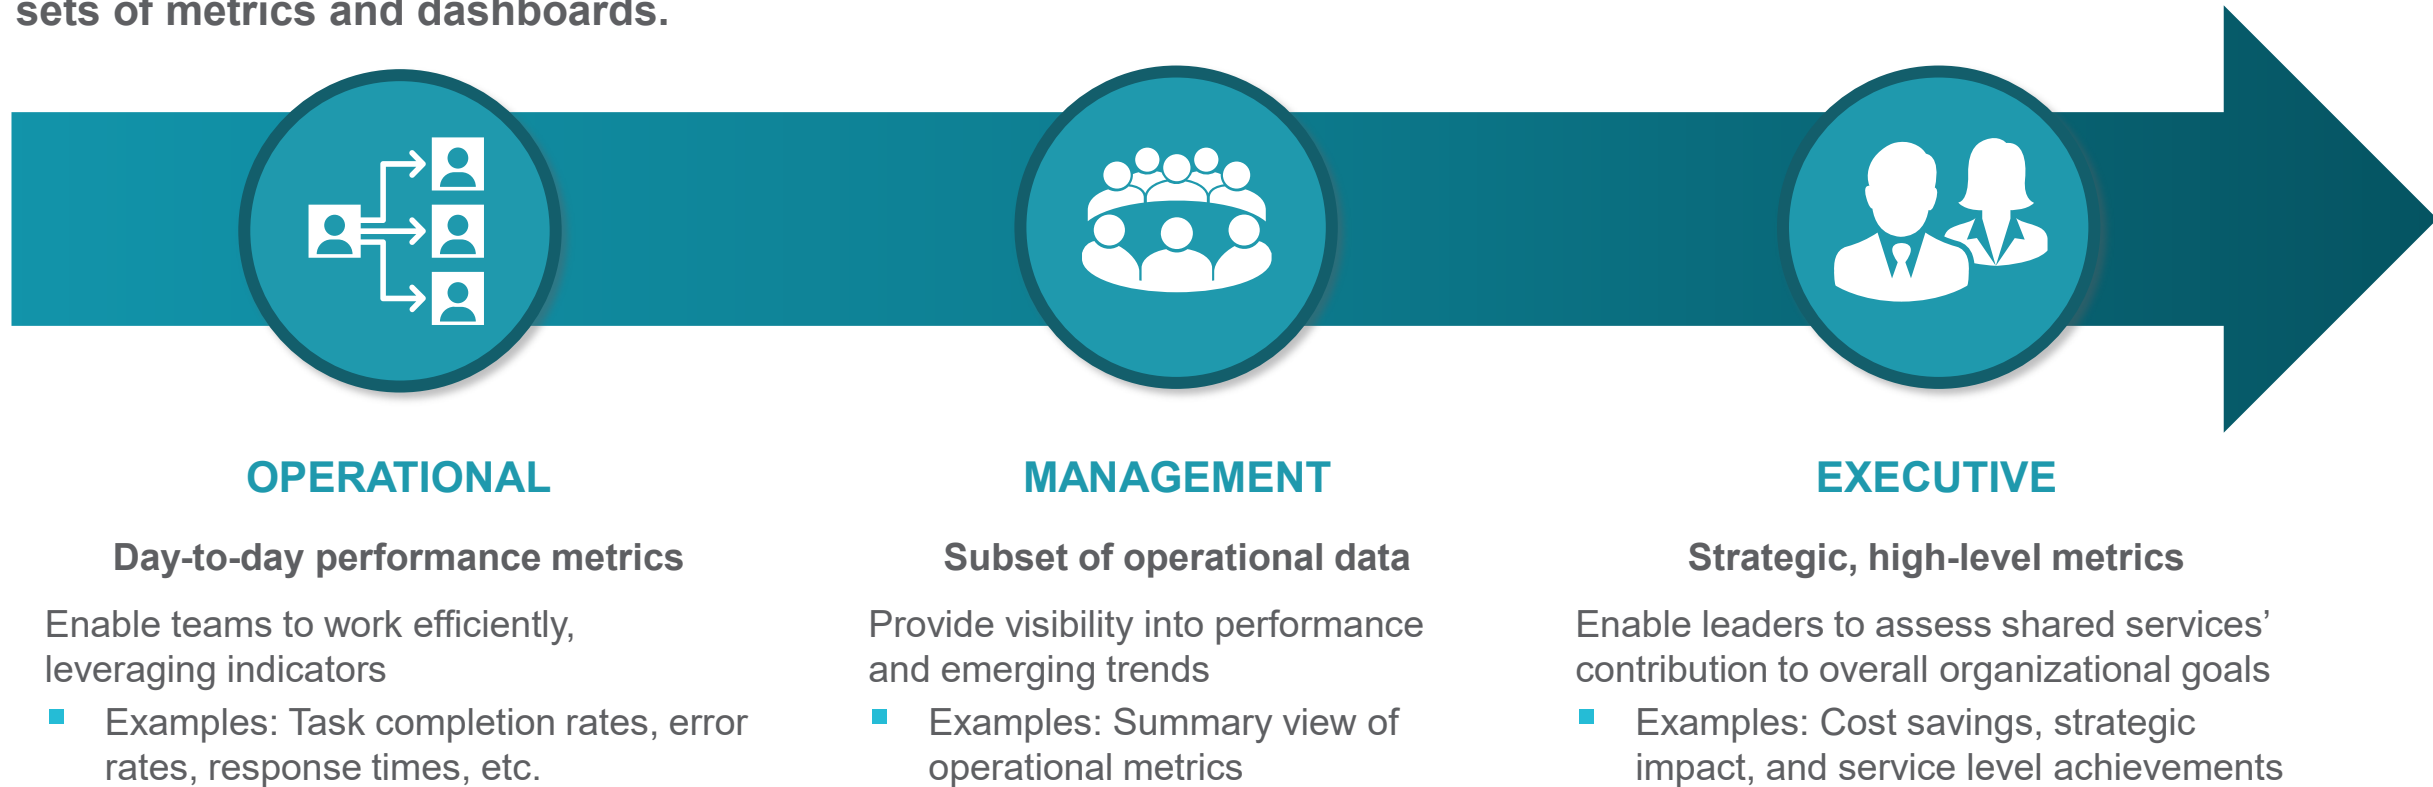 sets of metrics and dashboards.
OPERATIONAL
Day-to-day performance metrics
Enable teams to work efficiently,
leveraging indicators
Examples: Task completion rates, error
rates, response times, etc.
MANAGEMENT
Subset of operational data
Provide visibility into performance
and emerging trends
Examples: Summary view of
operational metrics
EXECUTIVE
Strategic, high-level metrics
Enable leaders to assess shared services’
contribution to overall organizational goals
Examples: Cost savings, strategic
impact, and service level achievements